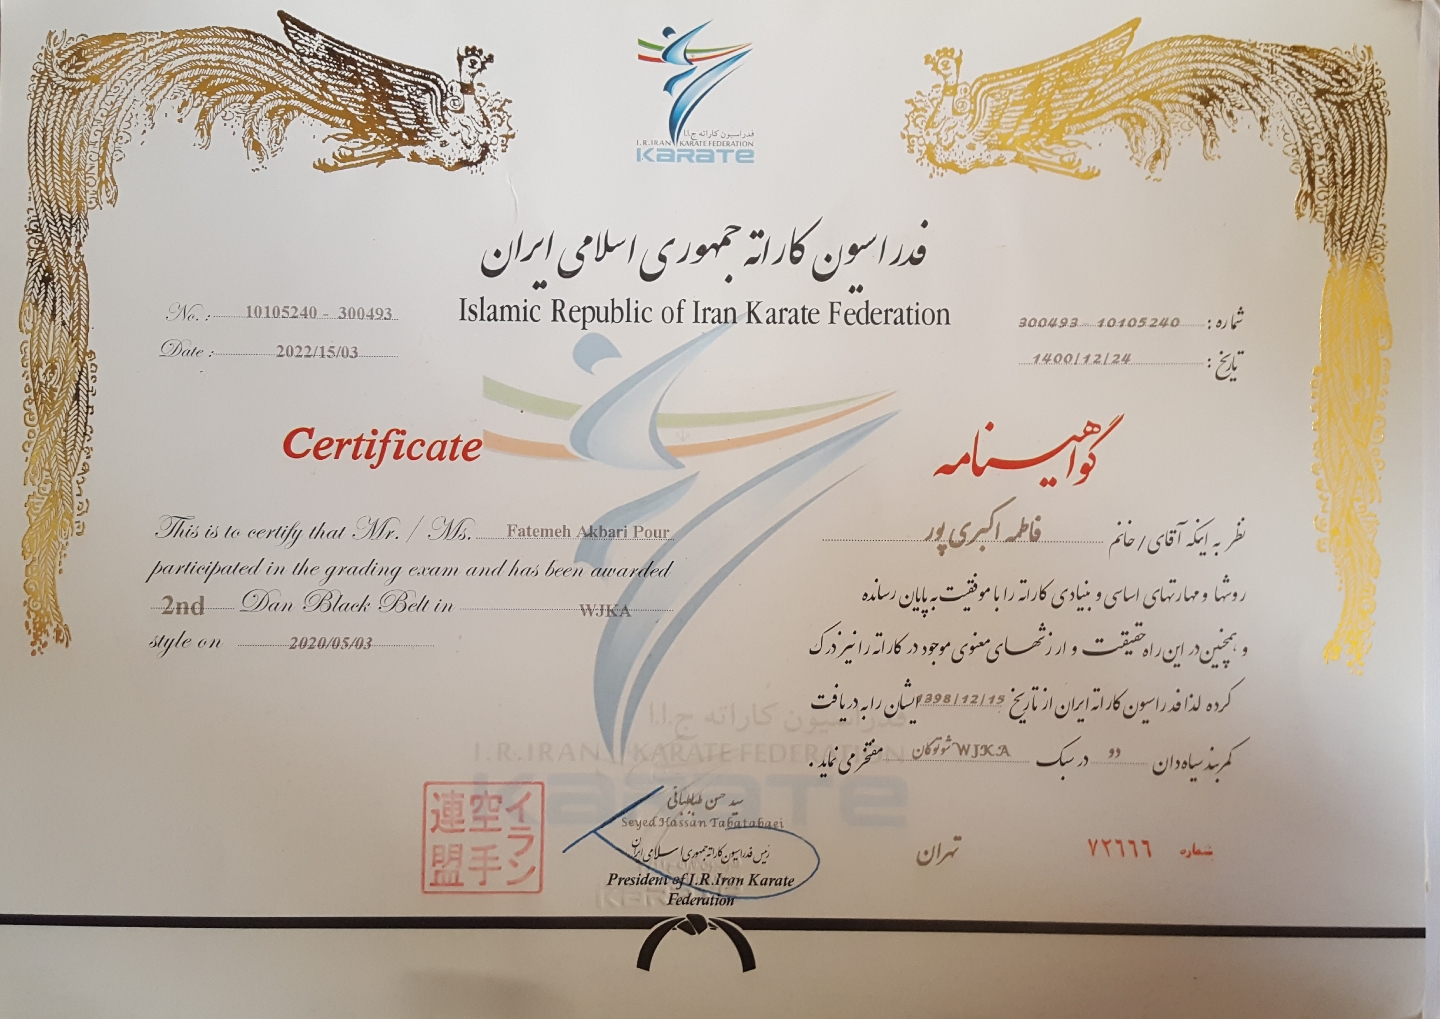 فدراسیون کاراته ج.ا.ا
I.R.IRAN KARATE FEDERATION
KARATE
فدراسیون کاراته جمهوری اسلامی ایران
Islamic Republic of Iran Karate Federation
No. : 10105240 - 300493
Date : 2022/15/03
شماره : 300493 - 10105240
تاریخ : 1400/12/24
Certificate
This is to certify that Mr. / Ms. Fatemeh Akbari Pour
participated in the grading exam and has been awarded
2nd Dan Black Belt in WJKA
style on 2020/05/03
گواهینامه
نظر به اینکه آقای / خانم فاطمه اکبری پور
روشها و مهارتهای اساسی و بنیادی کاراته را با موفقیت به پایان رسانده
و همچنین در این راه حقیقت و ارزشهای معنوی موجود در کاراته را نیز درک
کرده لذا فدراسیون کاراته ایران از تاریخ 1398/12/15 ایشان را به دریافت
کمربند سیاه دان دو در سبک WJKA شوتوکان مفتخر می نماید .
فدراسیون کاراته ج.ا.ا
I.R.IRAN KARATE FEDERATION
KARATE
イラン
空手
連盟
سید حسن طباطبائی
Seyed Hassan Tabatabaei
رئیس فدراسیون کاراته جمهوری اسلامی ایران
President of I.R.Iran Karate
Federation
تهران
شماره ۷۲۶۶۶